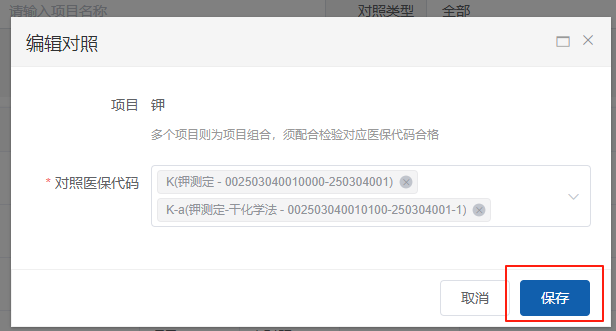 请输入项目名称 对照类型 全部
编辑对照
项目 钾
多个项目则为项目组合，须配合检验对应医保代码合格
* 对照医保代码
K(钾测定 - 002503040010000-250304001)
K-a(钾测定-干化学法 - 002503040010100-250304001-1)
取消 保存